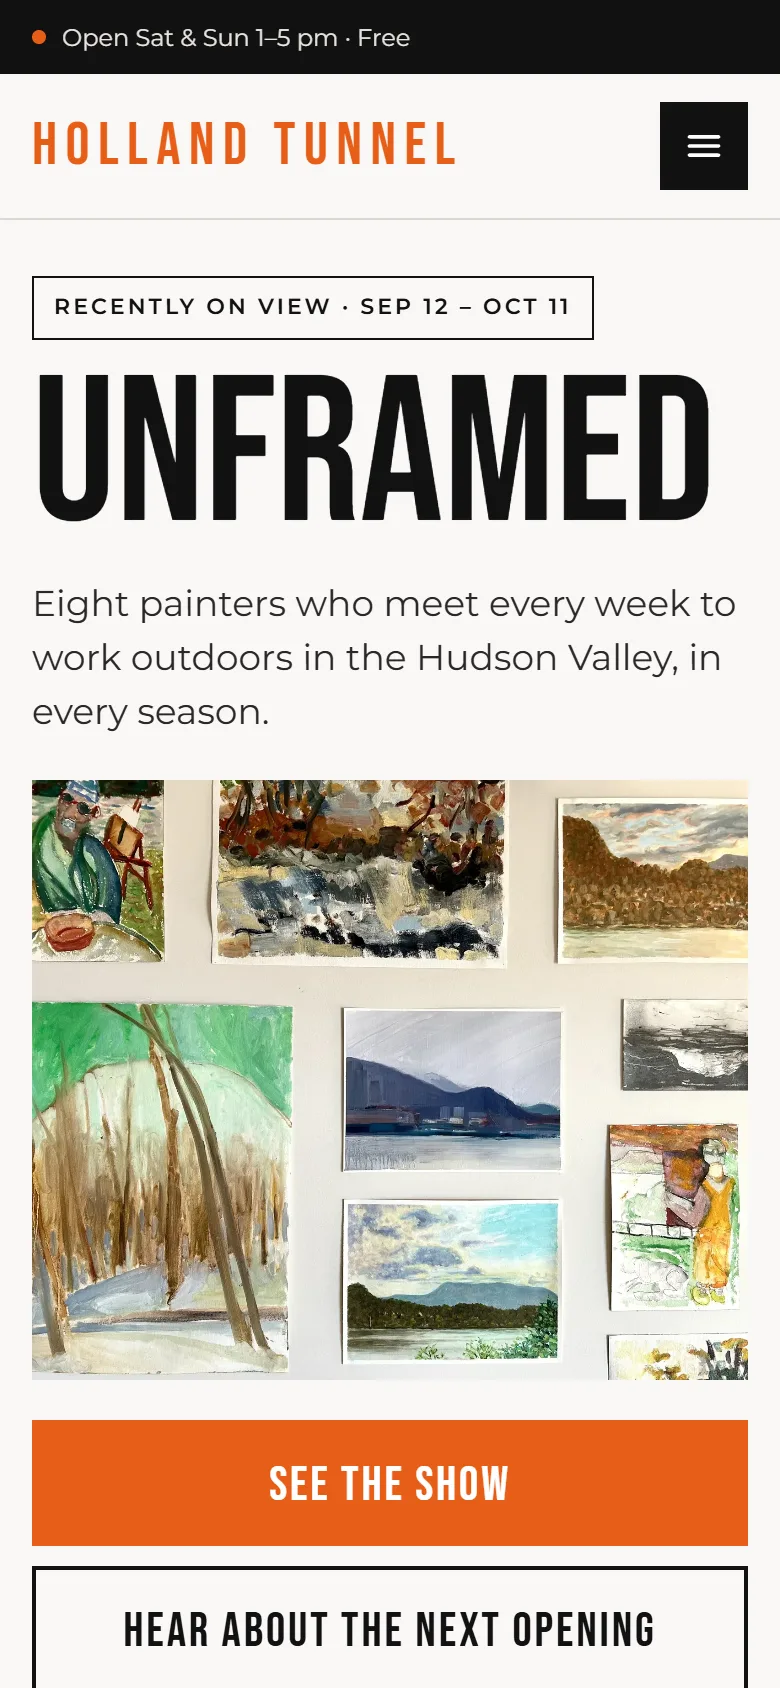 Open Sat & Sun 1–5 pm · Free
HOLLAND TUNNEL
RECENTLY ON VIEW · SEP 12 – OCT 11
UNFRAMED
Eight painters who meet every week to
work outdoors in the Hudson Valley, in
every season.
SEE THE SHOW
HEAR ABOUT THE NEXT OPENING